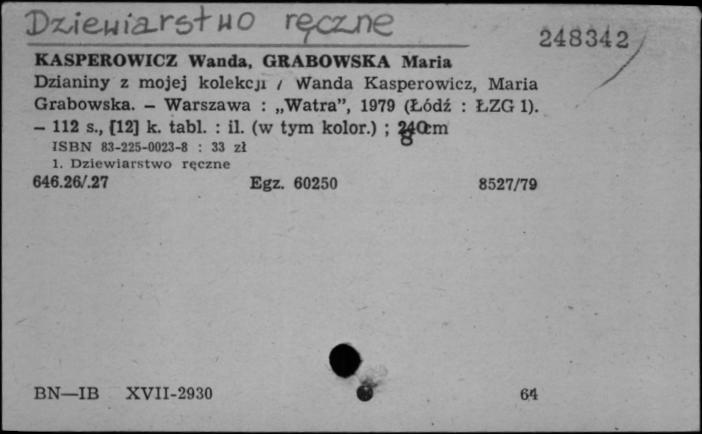 Dziewiarstwo ręczne
248342
KASPEROWICZ Wanda, GRABOWSKA Maria
Dzianiny z mojej kolekcji / Wanda Kasperowicz, Maria
Grabowska. – Warszawa : „Watra”, 1979 (Łódź : ŁZG 1).
– 112 s., [12] k. tabl. : il. (w tym kolor.) ; cm
ISBN 83-225-0023-8 : 33 zł
1. Dziewiarstwo ręczne
646.26/.27 Egz. 60250 8527/79
BN—IB XVII-2930 64